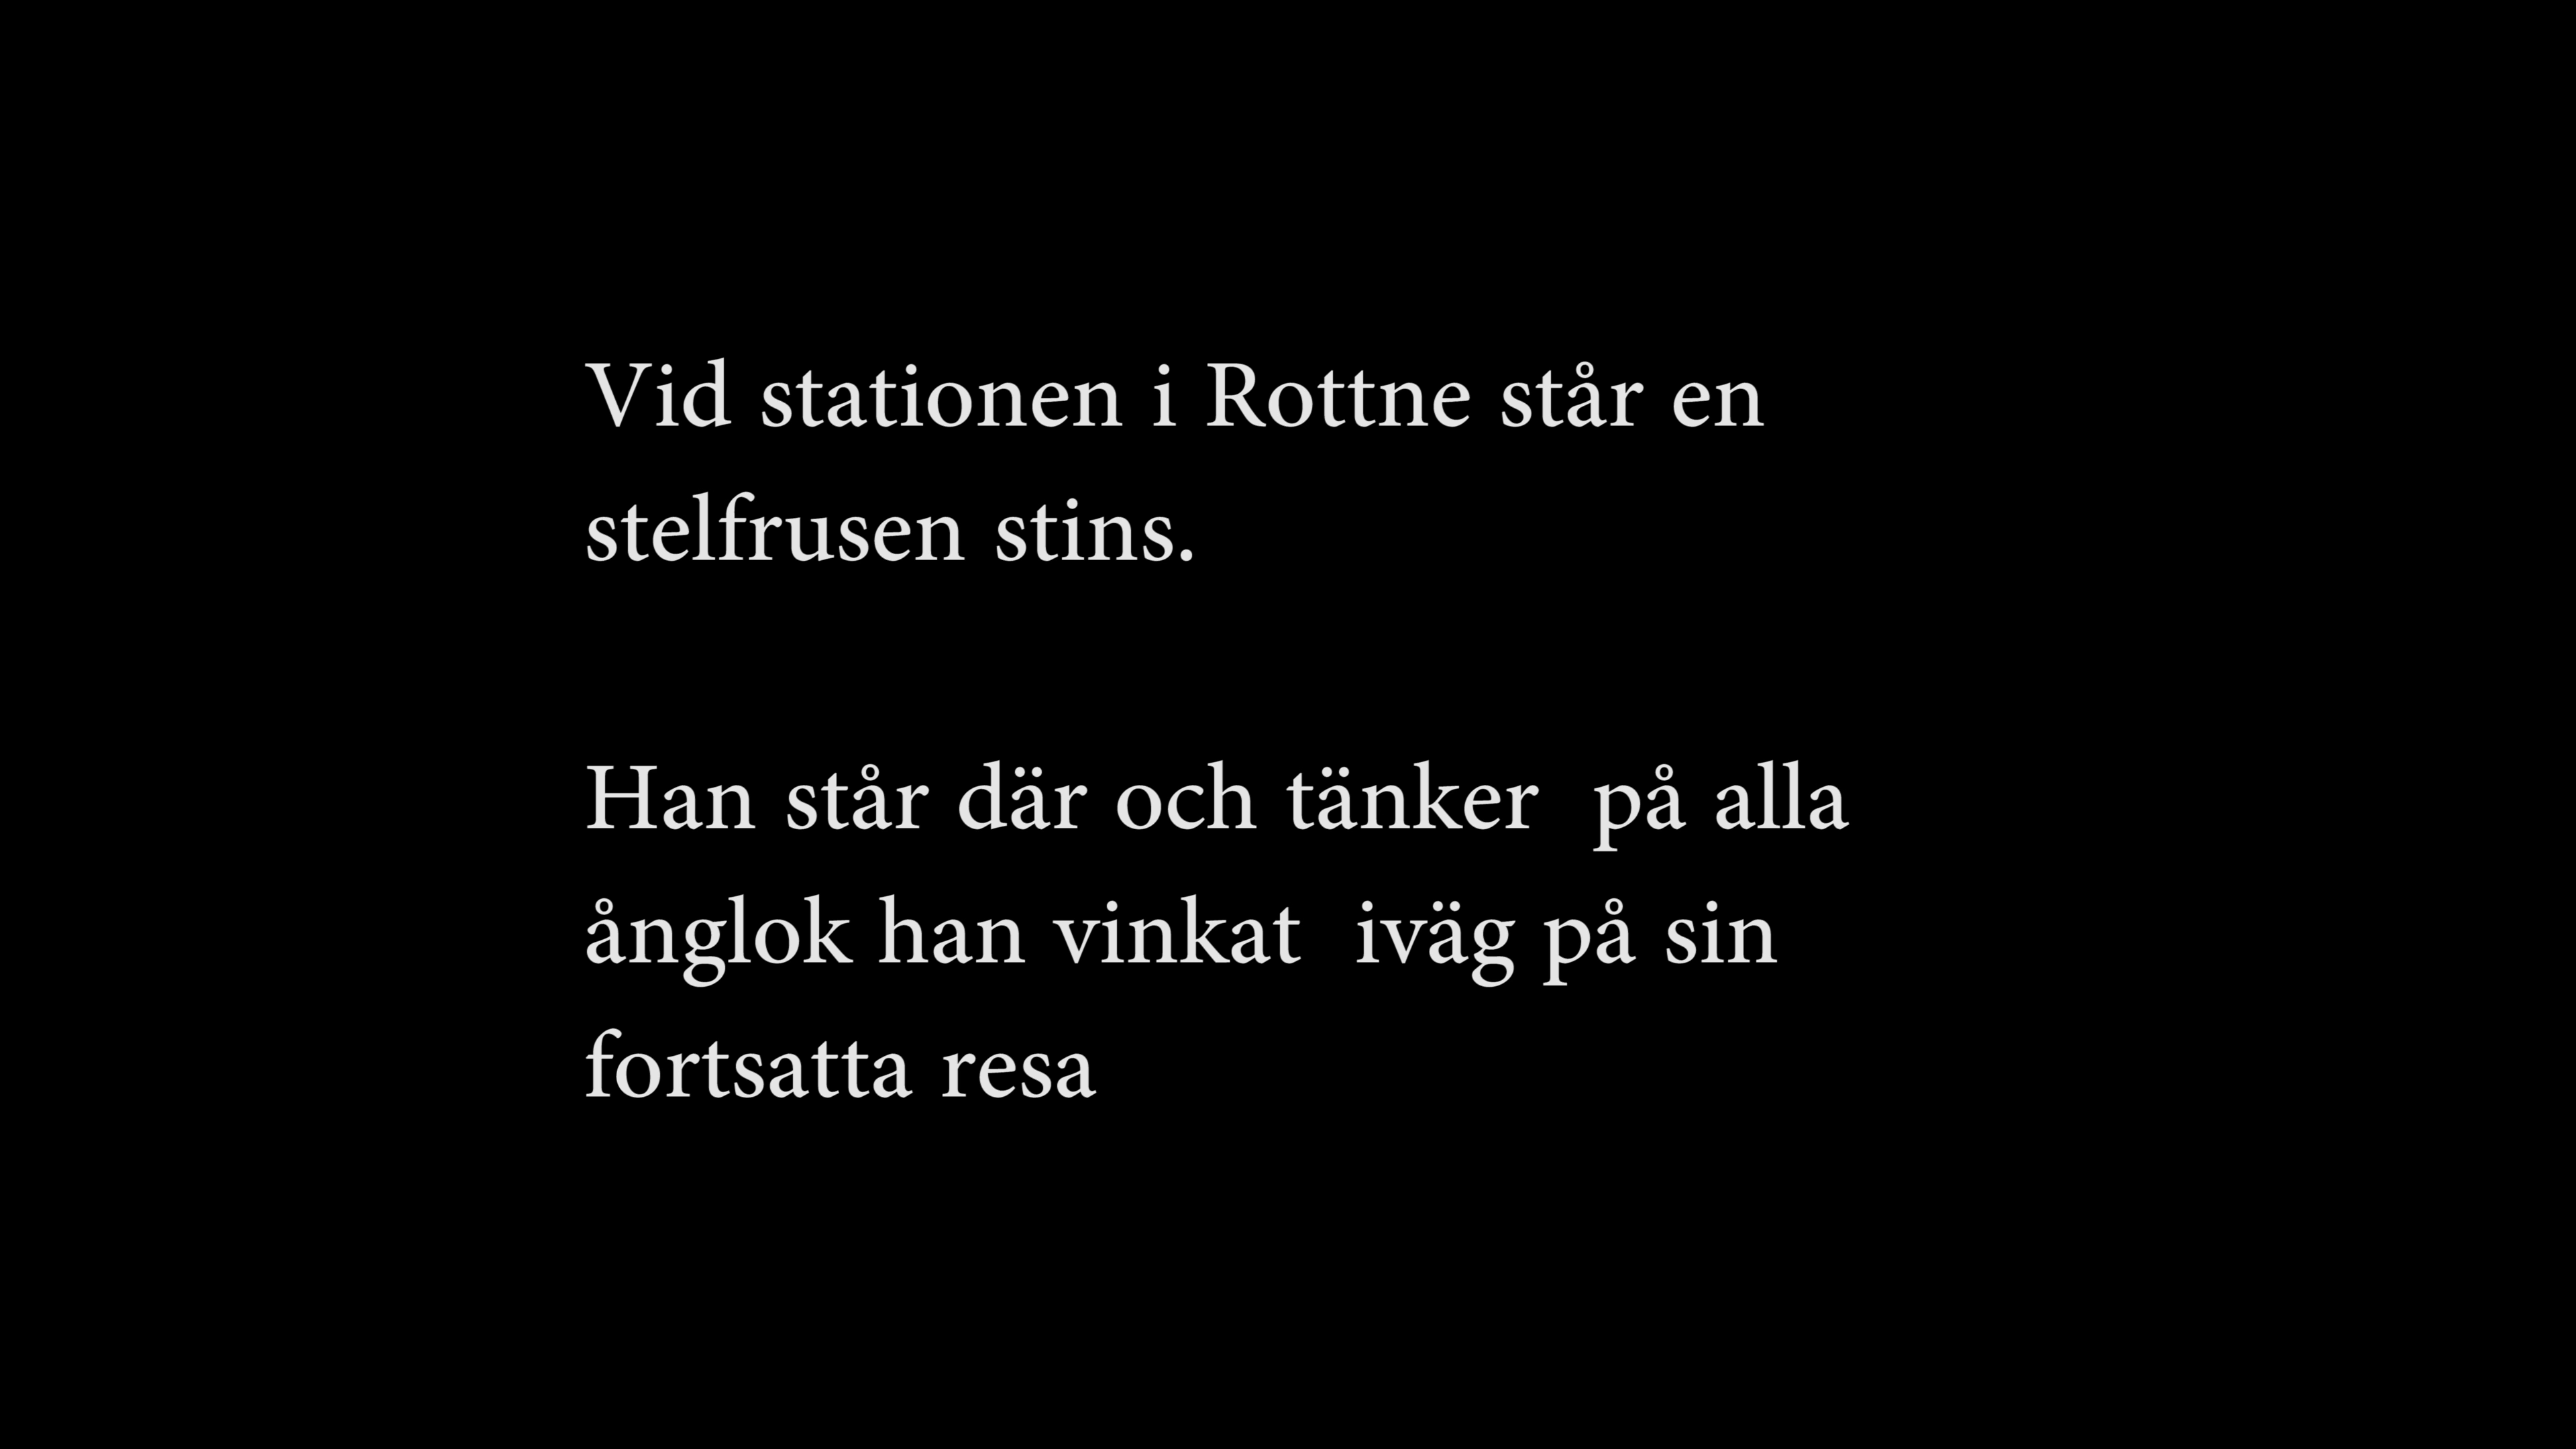 Vid stationen i Rottne står en
stelfrusen stins.
Han står där och tänker  på alla
ånglok han vinkat  iväg på sin
fortsatta resa